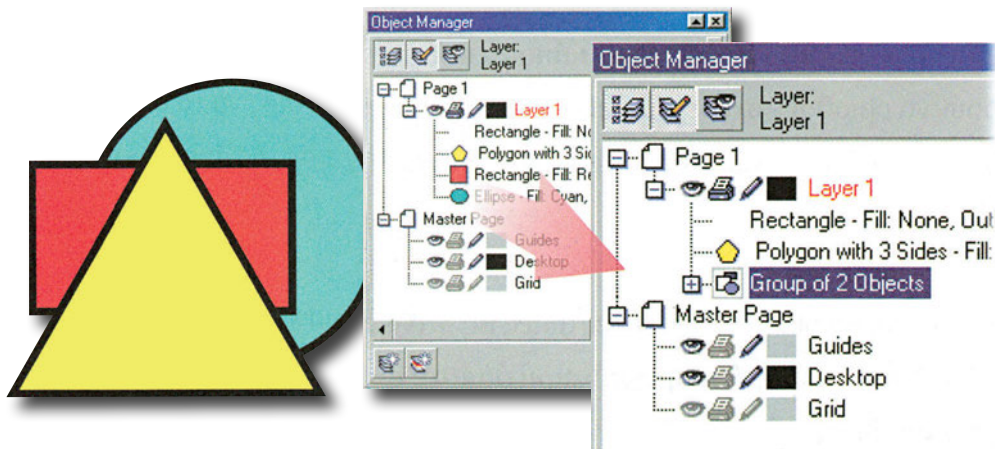 Object Manager
Layer:
Layer 1
Page 1
Layer 1
Rectangle - Fill: No
Polygon with 3 Sid
Rectangle - Fill: Re
Ellipse - Fill: Cyan,
Master Page
Guides
Desktop
Grid
Object Manager
Layer:
Layer 1
Page 1
Layer 1
Rectangle - Fill: None, Out
Polygon with 3 Sides - Fill:
Group of 2 Objects
Master Page
Guides
Desktop
Grid